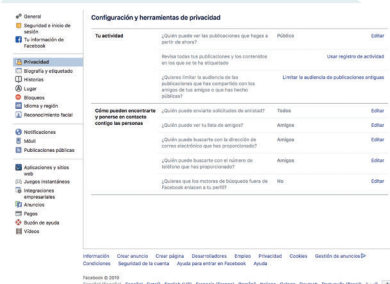 General
Seguridad e inicio de
sesión
Tu información de
Facebook
Privacidad
Biografía y etiquetado
Historias
Lugar
Bloqueos
Idioma y región
Reconocimiento facial
Notificaciones
Móvil
Publicaciones públicas
Aplicaciones y sitios
web
Juegos instantáneos
Integraciones
empresariales
Anuncios
Pagos
Buzón de ayuda
Vídeos
Configuración y herramientas de privacidad
Tu actividad
¿Quién puede ver las publicaciones que hagas a
partir de ahora?
Público
Editar
Revisa todas tus publicaciones y los contenidos
en los que se te ha etiquetado
Usar registro de actividad
¿Quieres limitar la audiencia de las
publicaciones que has compartido con los
amigos de tus amigos o que has hecho
públicas?
Limitar la audiencia de publicaciones antiguas
Cómo pueden encontrarte
y ponerse en contacto
contigo las personas
¿Quién puede enviarte solicitudes de amistad?
Todos
Editar
¿Quién puede ver tu lista de amigos?
Amigos
Editar
¿Quién puede buscarte con la dirección de
correo electrónico que has proporcionado?
Amigos
Editar
¿Quién puede buscarte con el número de
teléfono que has proporcionado?
Amigos
Editar
¿Quieres que los motores de búsqueda fuera de
Facebook enlacen a tu perfil?
No
Editar
Información Crear anuncio Crear página Desarrolladores Empleo Privacidad Cookies Gestión de anuncios
Condiciones Seguridad de la cuenta Ayuda para entrar en Facebook Ayuda
Facebook © 2019